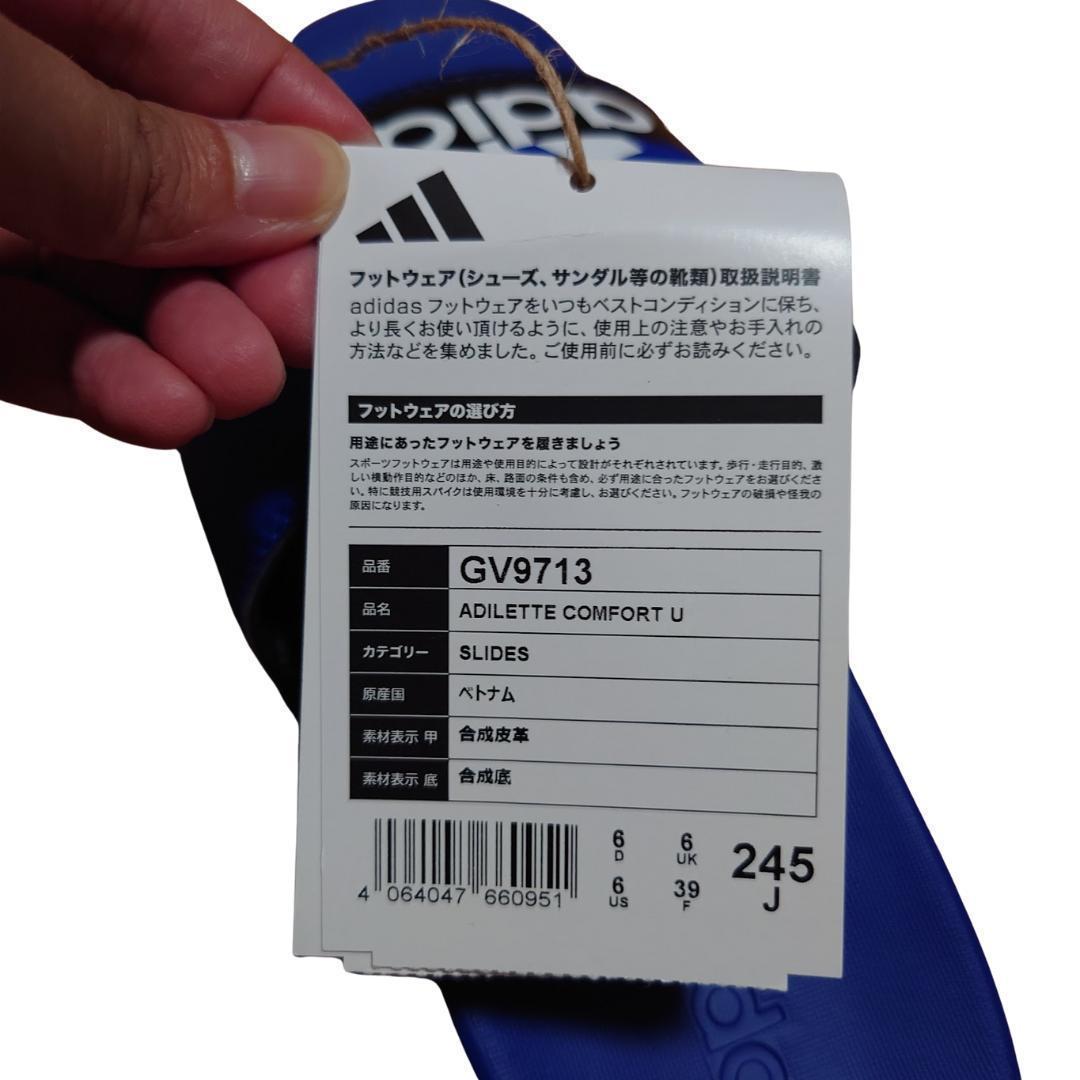 adidas
フットウェア(シューズ、サンダル等の靴類)取扱説明書
adidas フットウェアをいつもベストコンディションに保ち、
より長くお使い頂けるように、使用上の注意やお手入れの
方法などを集めました。ご使用前に必ずお読みください。
フットウェアの選び方
用途にあったフットウェアを履きましょう
スポーツフットウェアは用途や使用目的によって設計がそれぞれされています。歩行・走行目的、激
しい横動作目的などのほか、床、路面の条件も含め、必ず用途に合ったフットウェアをお選びくださ
い。特に競技用スパイクは使用環境を十分に考慮し、お選びください。フットウェアの破損や怪我の
原因になります。
品番 GV9713
品名 ADILETTE COMFORT U
カテゴリー SLIDES
原産国 ベトナム
素材表示 甲 合成皮革
素材表示 底 合成底
6 D 6 UK
6 US 39 F
245 J
4 064047 660951